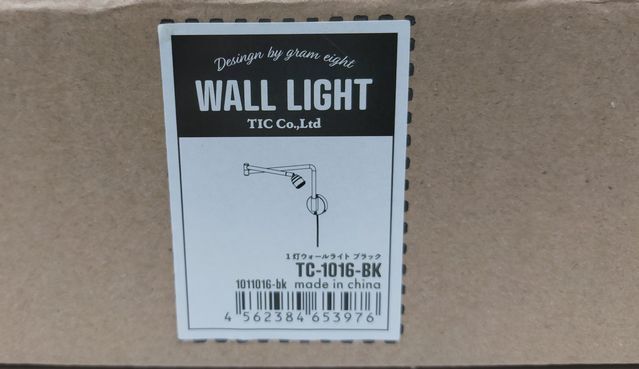 Desingn by gram eight
WALL LIGHT
TIC Co.,Ltd
1灯ウォールライト ブラック
TC-1016-BK
1011016-bk made in china
4 562384 653976